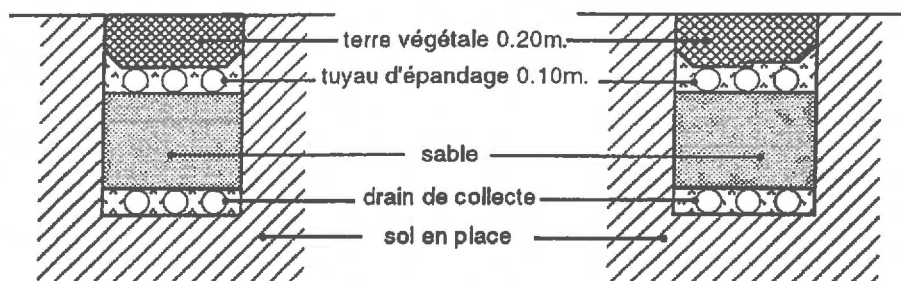 terre végétale 0.20m.
tuyau d'épandage 0.10m.
sable
drain de collecte
sol en place